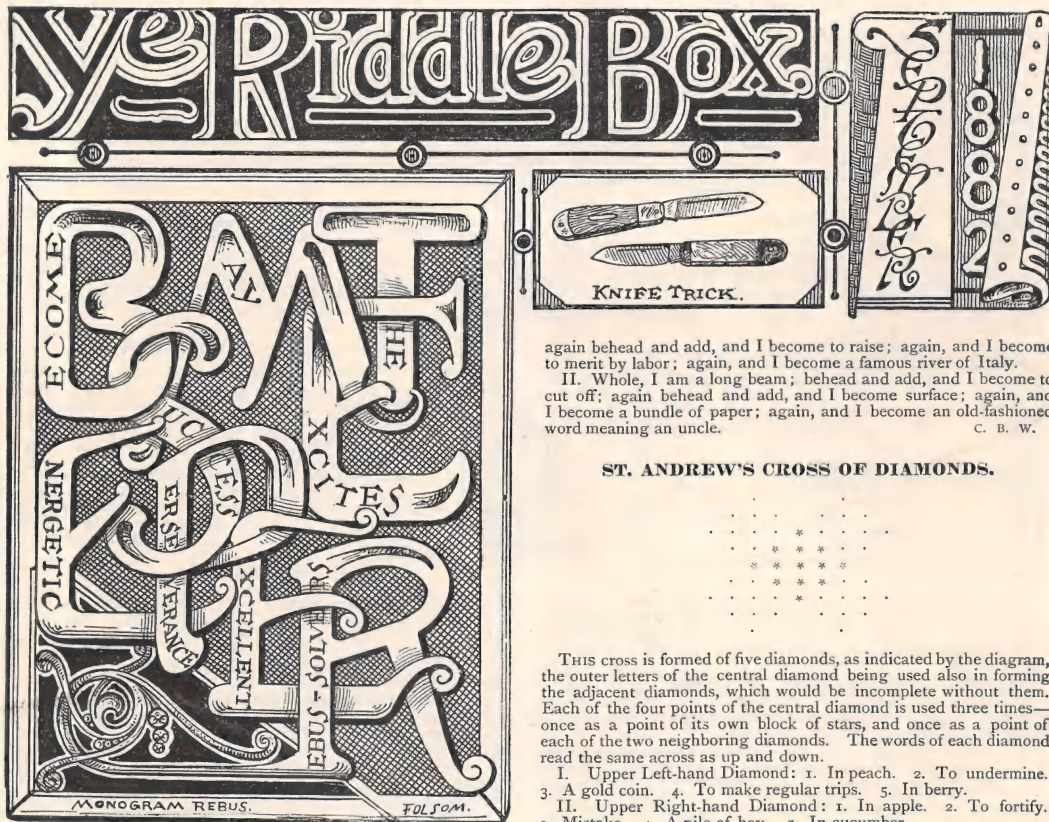 Ye Riddle Box.
SEPTEMBER
1882
BECOME
MAY
THE
EXCITES
SUCCESS
ENERGETIC
PERSEVERANCE
EXCELLENT
REBUS-SOLVERS
MONOGRAM REBUS.
FOLSOM.
KNIFE TRICK.
again behead and add, and I become to raise; again, and I become
to merit by labor; again, and I become a famous river of Italy.
II. Whole, I am a long beam; behead and add, and I become to
cut off; again behead and add, and I become surface; again, and
I become a bundle of paper; again, and I become an old-fashioned
word meaning an uncle. C. B. W.
ST. ANDREW'S CROSS OF DIAMONDS.
THIS cross is formed of five diamonds, as indicated by the diagram,
the outer letters of the central diamond being used also in forming
the adjacent diamonds, which would be incomplete without them.
Each of the four points of the central diamond is used three times—
once as a point of its own block of stars, and once as a point of
each of the two neighboring diamonds. The words of each diamond
read the same across as up and down.
I. Upper Left-hand Diamond: 1. In peach. 2. To undermine.
3. A gold coin. 4. To make regular trips. 5. In berry.
II. Upper Right-hand Diamond: 1. In apple. 2. To fortify.
3. Mistake. 4. A pile of hay. 5. In cucumber.